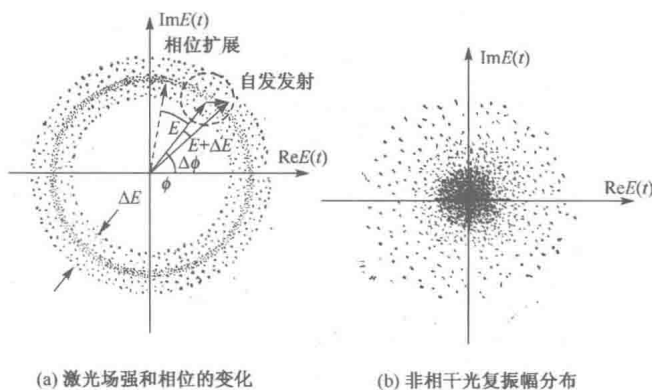 ImE(t)
相位扩展
自发发射
E
E+ΔE
Δϕ
ReE(t)
ϕ
ΔE
(a) 激光场强和相位的变化
ImE(t)
ReE(t)
(b) 非相干光复振幅分布